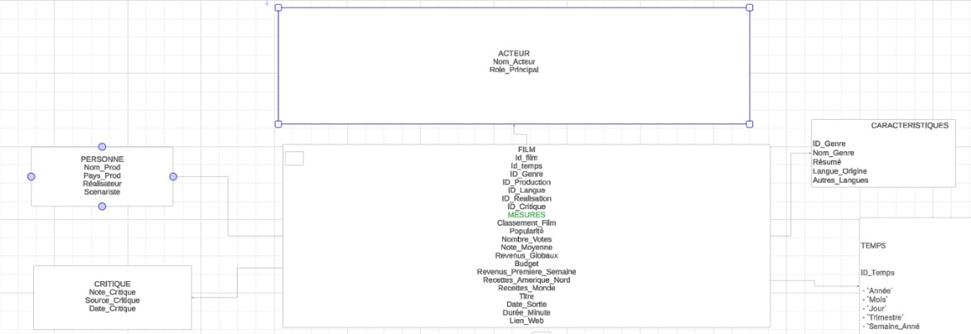 ACTEUR
Nom_Acteur
Role_Principal
CARACTERISTIQUES
ID_Genre
Nom_Genre
Résumé
Langue_Origine
Autres_Langues
PERSONNE
Nom_Prod
Pays_Prod
Réalisateur
Scenariste
FILM
Id_film
Id_temps
ID_Genre
ID_Production
ID_Langue
ID_Realisation
ID_Critique
MESURES
Classement_Film
Popularité
Nombre_Votes
Note_Moyenne
Revenus_Globaux
Budget
Revenus_Premiere_Semaine
Recettes_Amerique_Nord
Recettes_Monde
Titre
Date_Sortie
Durée_Minute
Lien_Web
CRITIQUE
Note_Critique
Source_Critique
Date_Critique
TEMPS
ID_Temps
- `Année`
- `Mois`
- `Jour`
- `Trimestre`
- `Semaine_Anné